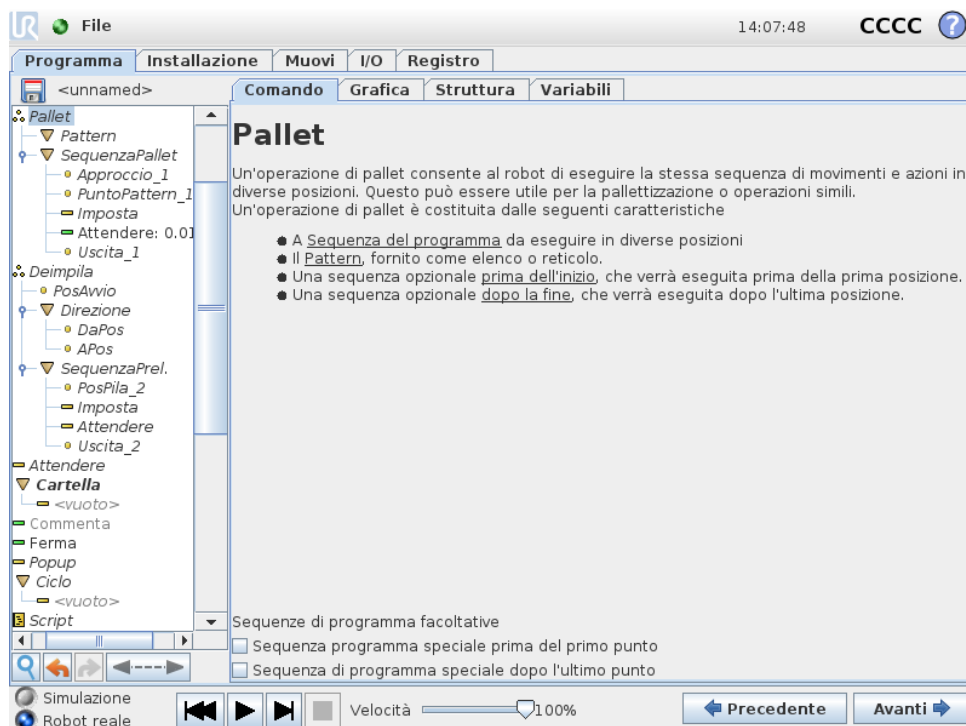 UR File 14:07:48 CCCC ?
Programma Installazione Muovi I/O Registro
<unnamed>
Comando Grafica Struttura Variabili
Pallet
Pattern
SequenzaPallet
Approccio_1
PuntoPattern_1
Imposta
Attendere: 0.01
Uscita_1
Deimpila
PosAvvio
Direzione
DaPos
APos
SequenzaPrel.
PosPila_2
Imposta
Attendere
Uscita_2
Attendere
Cartella
<vuoto>
Commenta
Ferma
Popup
Ciclo
<vuoto>
Script
Pallet
Un'operazione di pallet consente al robot di eseguire la stessa sequenza di movimenti e azioni in
diverse posizioni. Questo può essere utile per la pallettizzazione o operazioni simili.
Un'operazione di pallet è costituita dalle seguenti caratteristiche
● A Sequenza del programma da eseguire in diverse posizioni
● Il Pattern, fornito come elenco o reticolo.
● Una sequenza opzionale prima dell'inizio, che verrà eseguita prima della prima posizione.
● Una sequenza opzionale dopo la fine, che verrà eseguita dopo l'ultima posizione.
Sequenze di programma facoltative
Sequenza programma speciale prima del primo punto
Sequenza di programma speciale dopo l'ultimo punto
Simulazione
Robot reale
Velocità 100%
Precedente Avanti